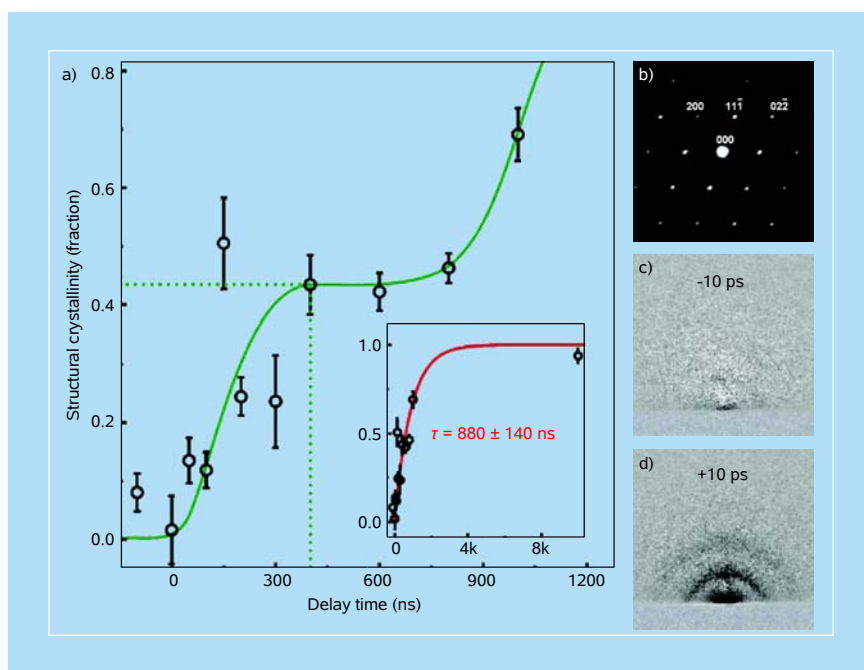 a)
0.8
0.6
0.4
0.2
0.0
Structural crystallinity (fraction)
0
300
600
900
1200
Delay time (ns)
1.0
0.5
0.0
0
4k
8k
τ = 880 ± 140 ns
b)
200 111̄ 022̄
000
c)
-10 ps
d)
+10 ps